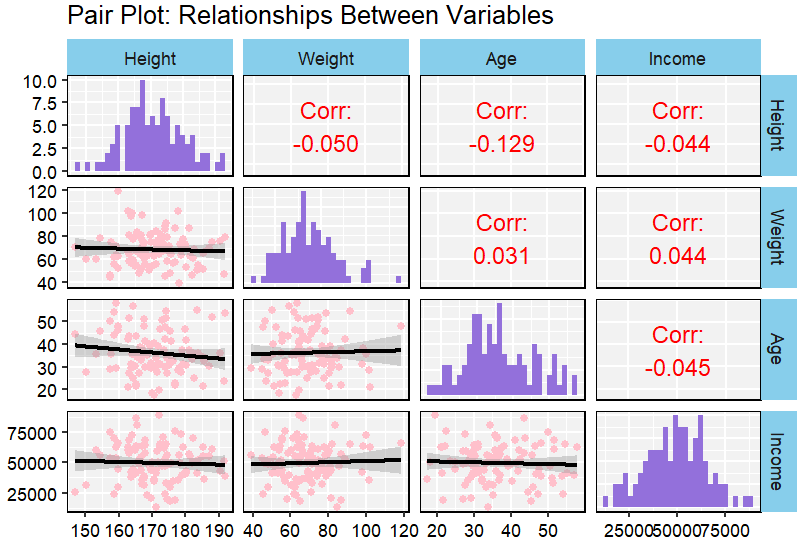 Pair Plot: Relationships Between Variables
Height Weight Age Income
10.0
7.5
5.0
2.5
0.0
Corr:
-0.050
Corr:
-0.129
Corr:
-0.044
Height
120
100
80
60
40
Corr:
0.031
Corr:
0.044
Weight
50
40
30
20
Corr:
-0.045
Age
75000
50000
25000
Income
150 160 170 180 190 40 60 80 100 120 20 30 40 50 25000 50000 75000